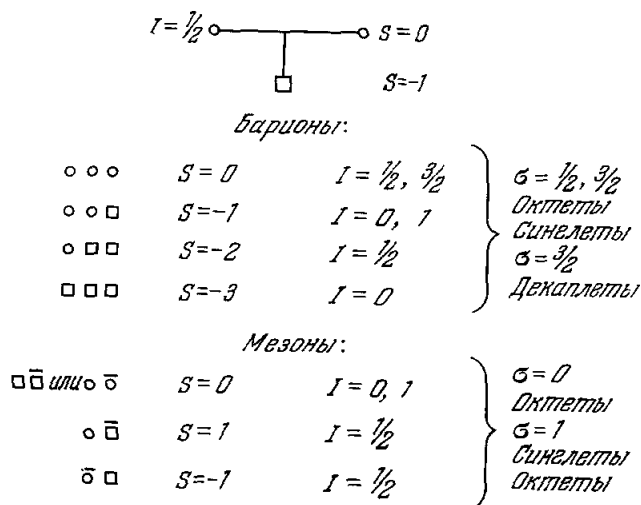 I = 1/2 S = 0
S = -1
Барионы:
S = 0 I = 1/2, 3/2
S = -1 I = 0, 1
S = -2 I = 1/2
S = -3 I = 0
σ = 1/2, 3/2
Октеты
Синглеты
σ = 3/2
Декаплеты
Мезоны:
или S = 0 I = 0, 1
S = 1 I = 1/2
S = -1 I = 1/2
σ = 0
Октеты
σ = 1
Синглеты
Октеты